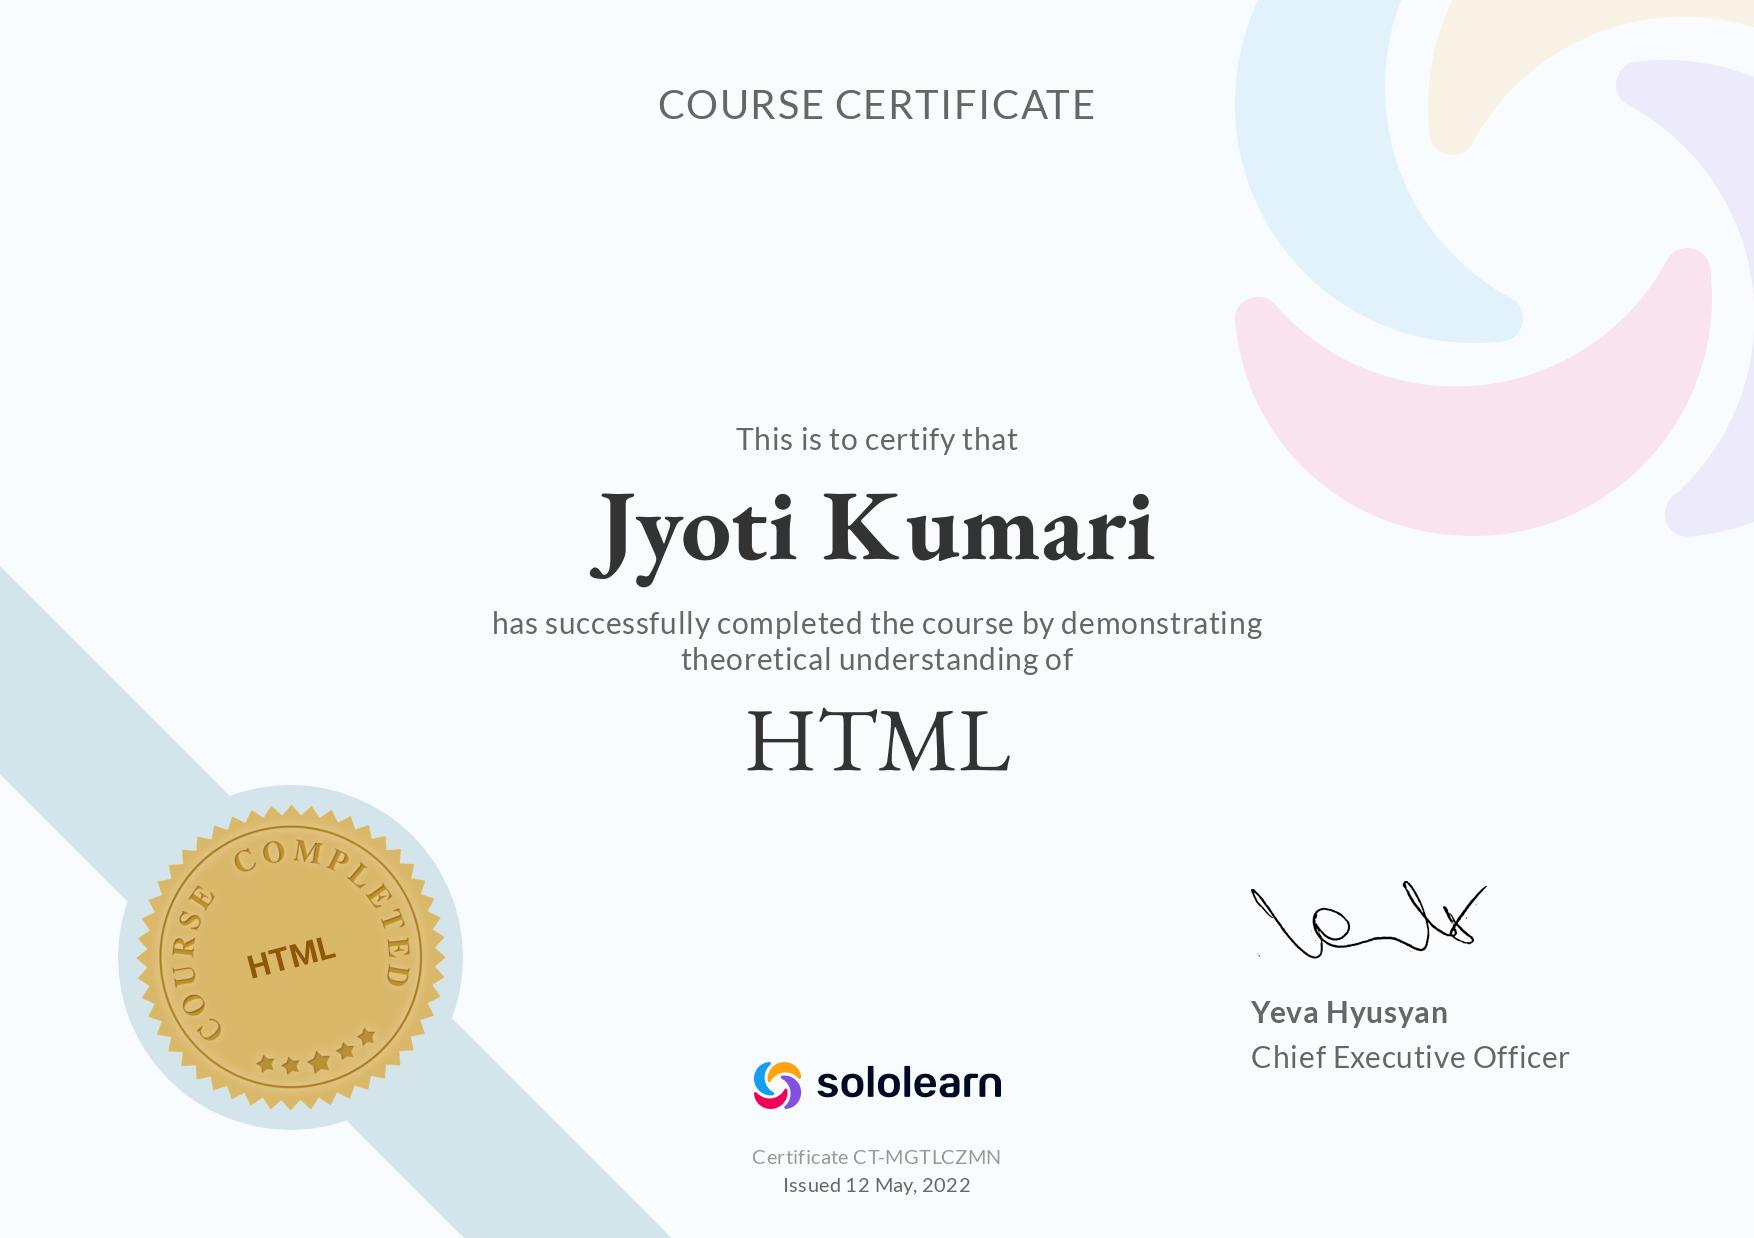 COURSE CERTIFICATE
This is to certify that
Jyoti Kumari
has successfully completed the course by demonstrating
theoretical understanding of
HTML
COURSE COMPLETED
HTML
Yeva Hyusyan
Chief Executive Officer
sololearn
Certificate CT-MGTLCZMN
Issued 12 May, 2022